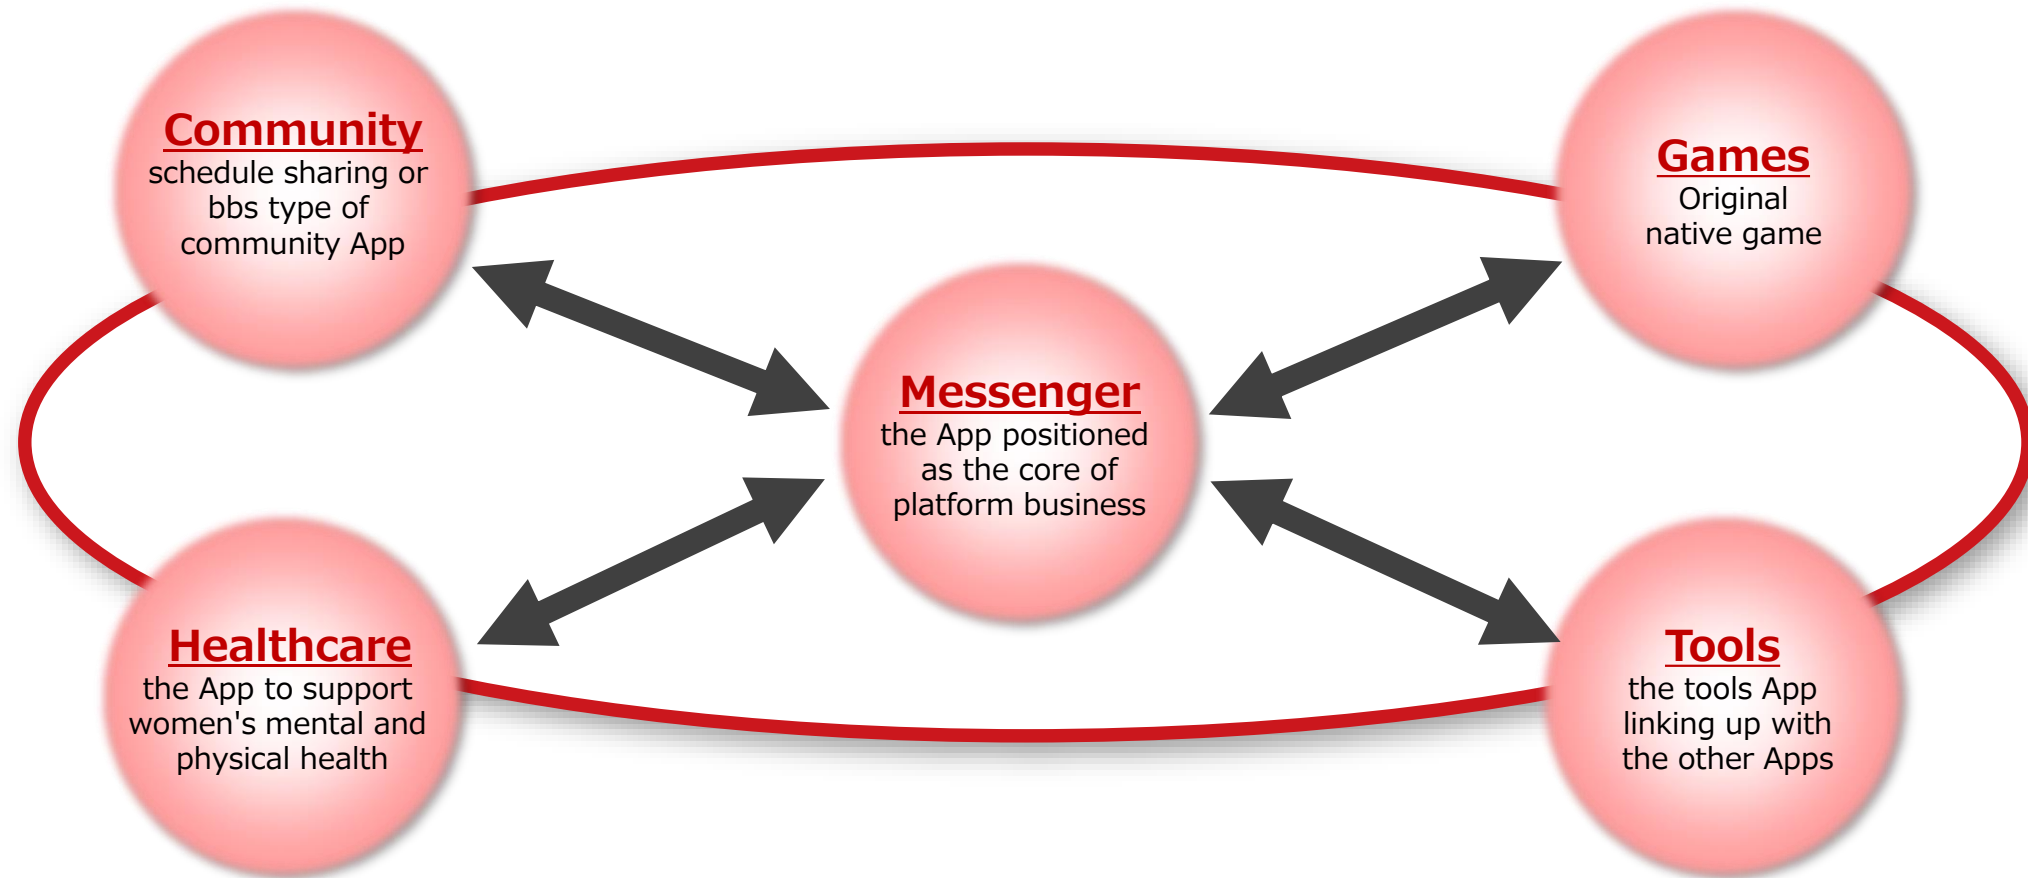 Community
schedule sharing or
bbs type of
community App
Games
Original
native game
Messenger
the App positioned
as the core of
platform business
Healthcare
the App to support
women's mental and
physical health
Tools
the tools App
linking up with
the other Apps